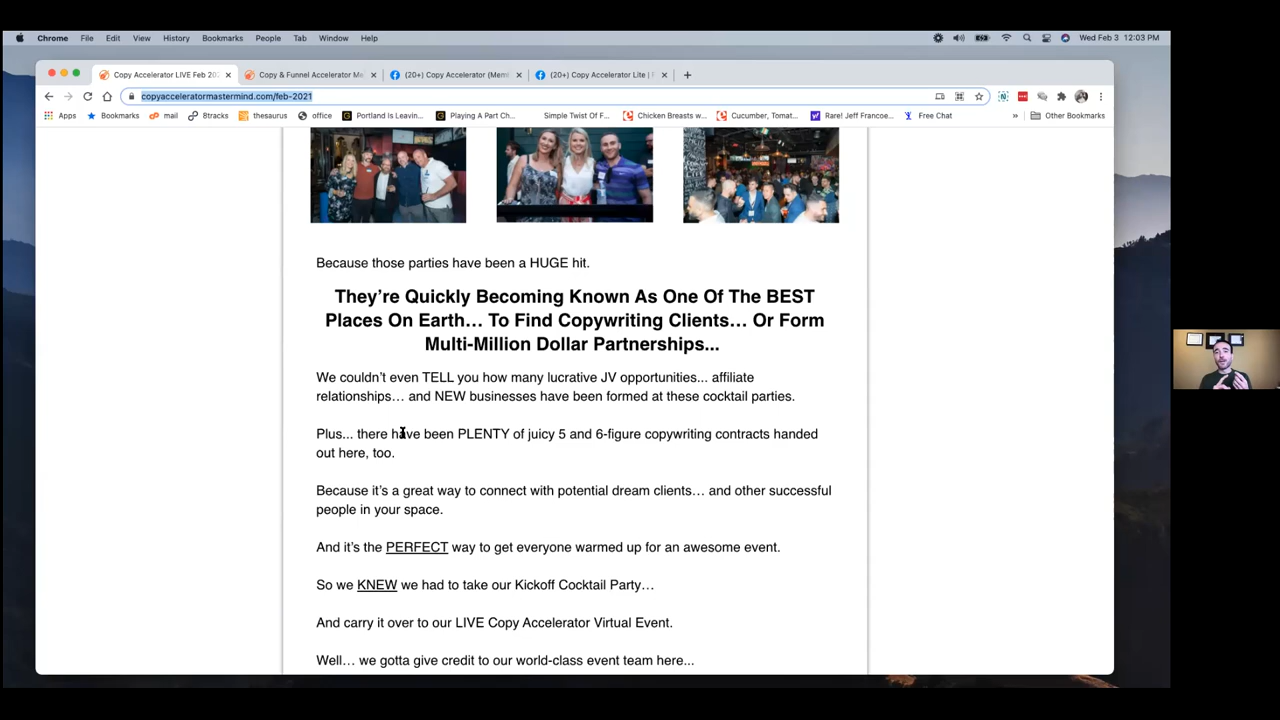 Chrome File Edit View History Bookmarks People Tab Window Help
Wed Feb 3 12:03 PM
Copy Accelerator LIVE Feb 202
Copy & Funnel Accelerator Me
(20+) Copy Accelerator (Mem
(20+) Copy Accelerator Lite | F
copyacceleratormastermind.com/feb-2021
Apps Bookmarks mail 8tracks thesaurus office Portland Is Leavin... Playing A Part Ch... Simple Twist Of F... Chicken Breasts w... Cucumber, Tomat... Rare! Jeff Francoe... Free Chat » Other Bookmarks
Because those parties have been a HUGE hit.
They’re Quickly Becoming Known As One Of The BEST
Places On Earth… To Find Copywriting Clients… Or Form
Multi-Million Dollar Partnerships...
We couldn’t even TELL you how many lucrative JV opportunities... affiliate
relationships… and NEW businesses have been formed at these cocktail parties.
Plus... there have been PLENTY of juicy 5 and 6-figure copywriting contracts handed
out here, too.
Because it’s a great way to connect with potential dream clients… and other successful
people in your space.
And it’s the PERFECT way to get everyone warmed up for an awesome event.
So we KNEW we had to take our Kickoff Cocktail Party…
And carry it over to our LIVE Copy Accelerator Virtual Event.
Well… we gotta give credit to our world-class event team here...